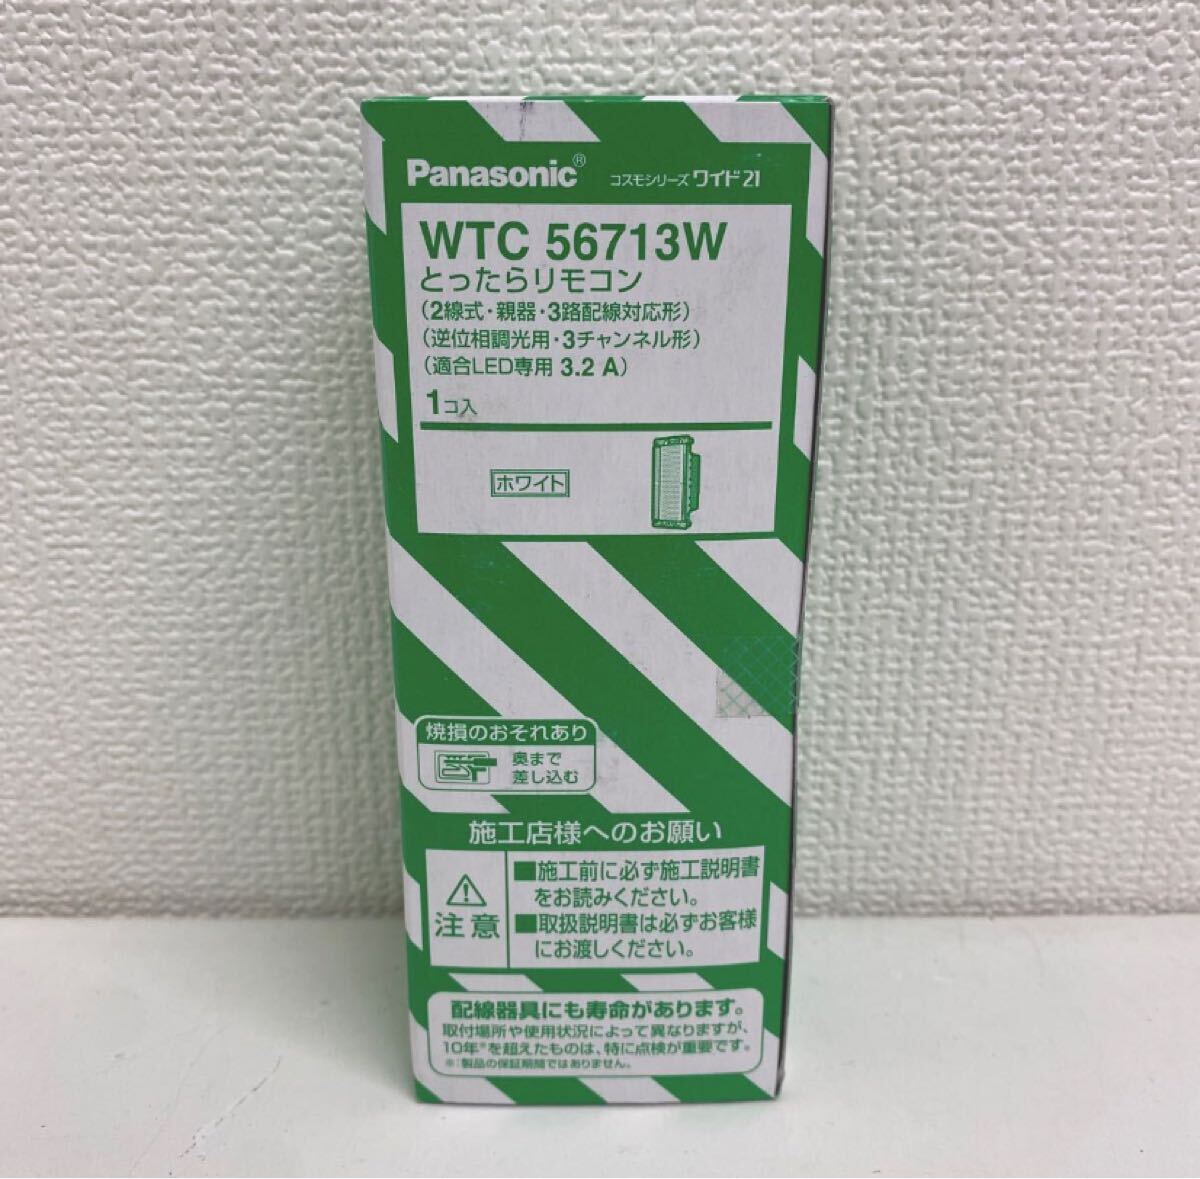 Panasonic® コスモシリーズ ワイド21
WTC 56713W
とったらリモコン
(2線式・親器・3路配線対応形)
(逆位相調光用・3チャンネル形)
(適合LED専用 3.2 A)
1コ入
ホワイト
焼損のおそれあり
奥まで
差し込む
施工店様へのお願い
注意
■施工前に必ず施工説明書
をお読みください。
■取扱説明書は必ずお客様
にお渡しください。
配線器具にも寿命があります。
取付場所や使用状況によって異なりますが、
10年※を超えたものは、特に点検が重要です。
※:製品の保証期間ではありません。